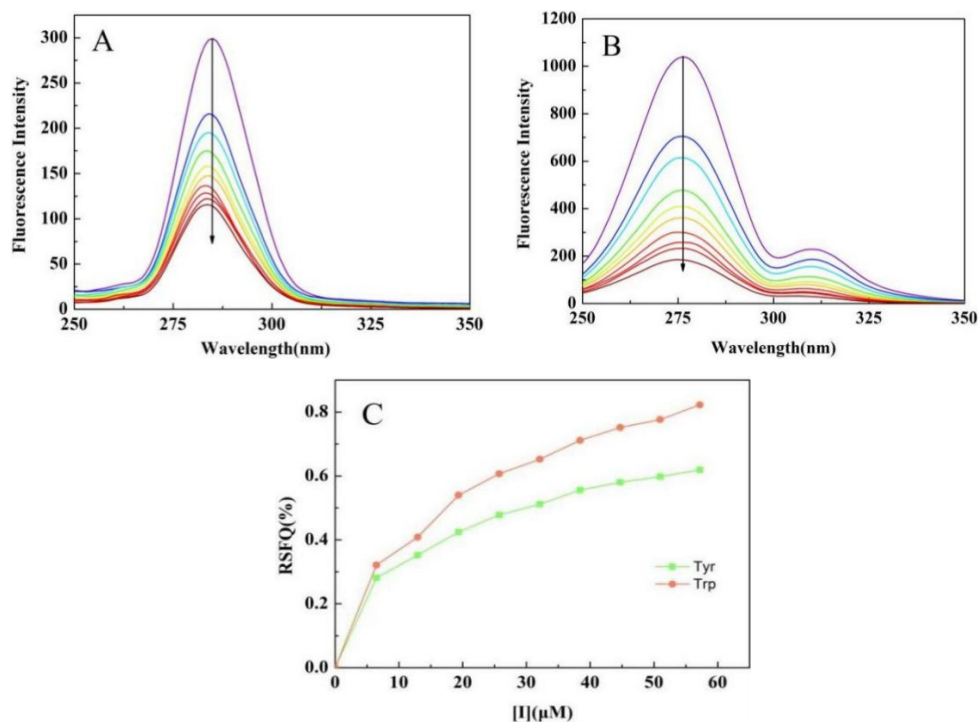 A
300
250
200
150
100
50
0
Fluorescence Intensity
250 275 300 325 350
Wavelength(nm)
B
1200
1000
800
600
400
200
0
Fluorescence Intensity
250 275 300 325 350
Wavelength(nm)
C
0.8
0.6
0.4
0.2
0.0
RSFQ(%)
Tyr
Trp
0 10 20 30 40 50 60
[I](μM)